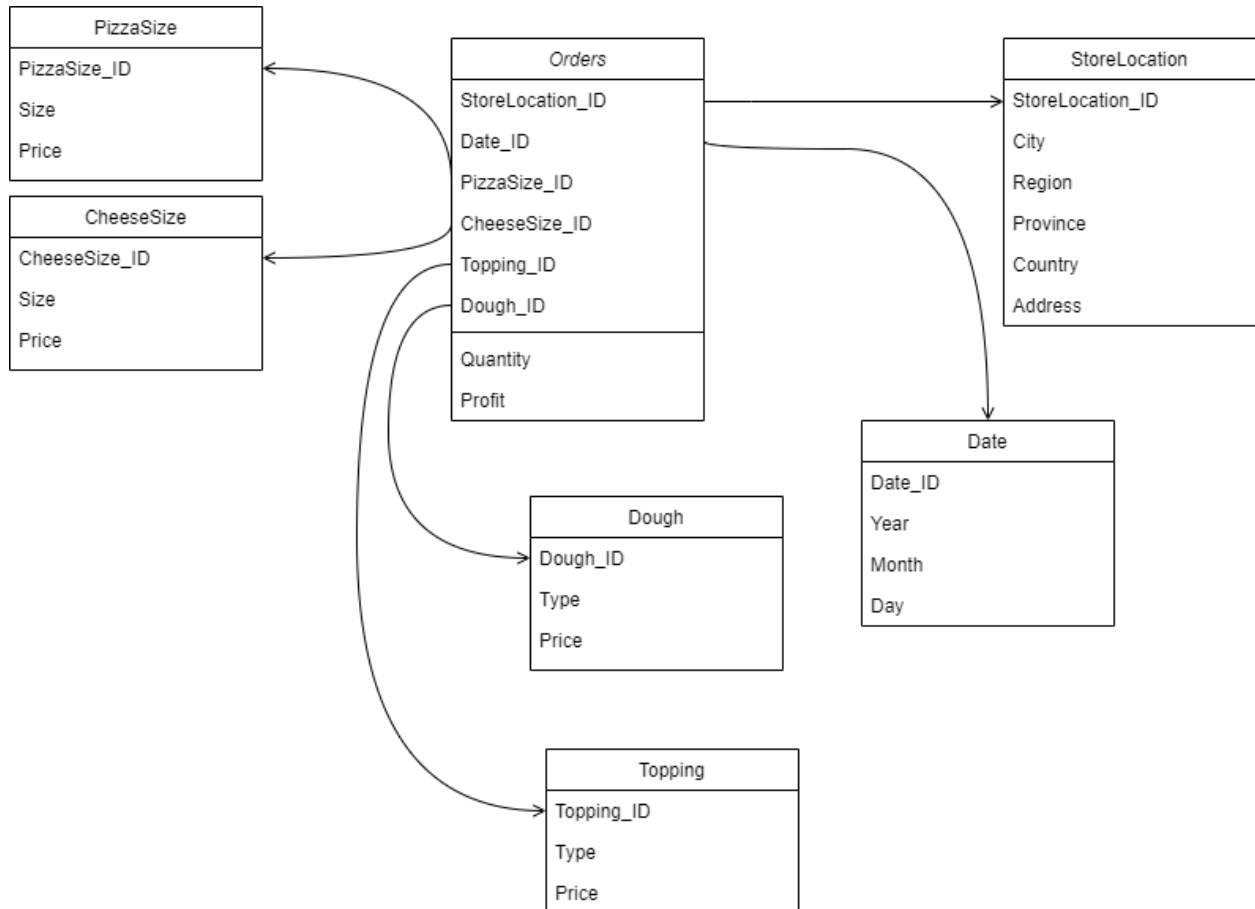 PizzaSize
PizzaSize_ID
Size
Price
CheeseSize
CheeseSize_ID
Size
Price
Orders
StoreLocation_ID
Date_ID
PizzaSize_ID
CheeseSize_ID
Topping_ID
Dough_ID
Quantity
Profit
StoreLocation
StoreLocation_ID
City
Region
Province
Country
Address
Date
Date_ID
Year
Month
Day
Dough
Dough_ID
Type
Price
Topping
Topping_ID
Type
Price